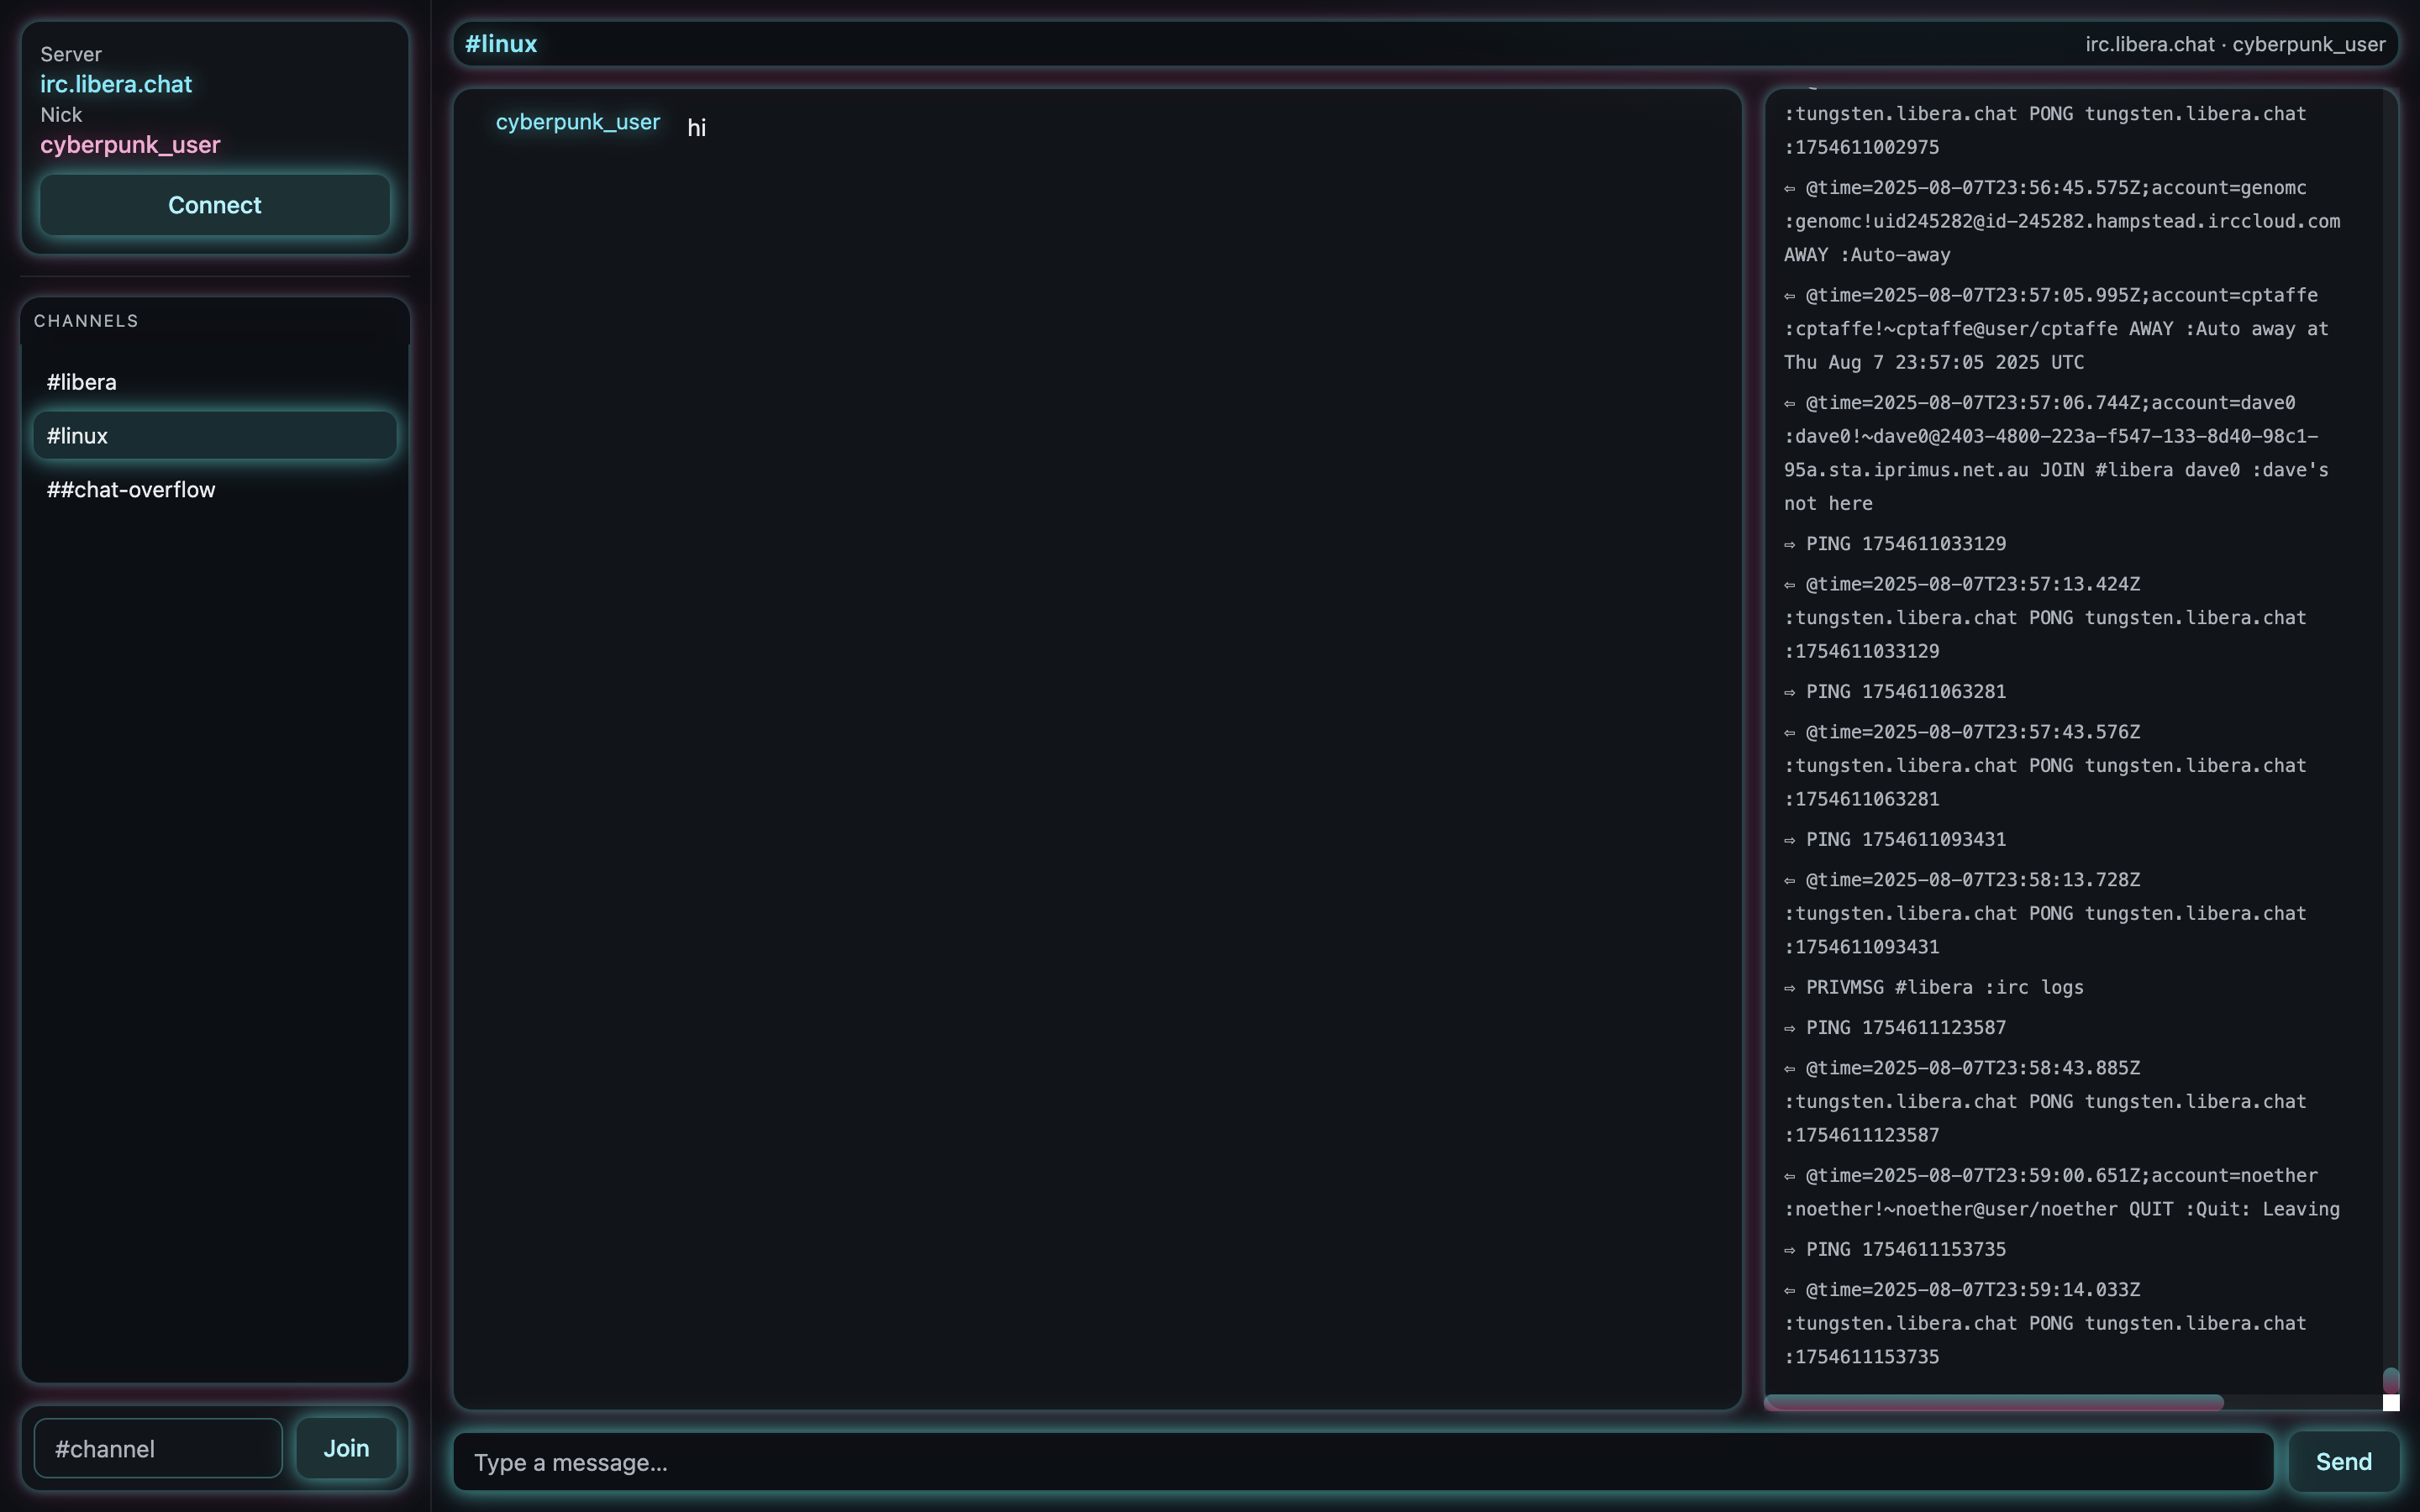 Server
irc.libera.chat
Nick
cyberpunk_user
Connect
CHANNELS
#libera
#linux
##chat-overflow
#channel
Join
#linux
irc.libera.chat · cyberpunk_user
cyberpunk_user hi
:tungsten.libera.chat PONG tungsten.libera.chat
:1754611002975
⇦ @time=2025-08-07T23:56:45.575Z;account=genomc
:genomc!uid245282@id-245282.hampstead.irccloud.com
AWAY :Auto-away
⇦ @time=2025-08-07T23:57:05.995Z;account=cptaffe
:cptaffe!~cptaffe@user/cptaffe AWAY :Auto away at
Thu Aug 7 23:57:05 2025 UTC
⇦ @time=2025-08-07T23:57:06.744Z;account=dave0
:dave0!~dave0@2403-4800-223a-f547-133-8d40-98c1-
95a.sta.iprimus.net.au JOIN #libera dave0 :dave's
not here
⇨ PING 1754611033129
⇦ @time=2025-08-07T23:57:13.424Z
:tungsten.libera.chat PONG tungsten.libera.chat
:1754611033129
⇨ PING 1754611063281
⇦ @time=2025-08-07T23:57:43.576Z
:tungsten.libera.chat PONG tungsten.libera.chat
:1754611063281
⇨ PING 1754611093431
⇦ @time=2025-08-07T23:58:13.728Z
:tungsten.libera.chat PONG tungsten.libera.chat
:1754611093431
⇨ PRIVMSG #libera :irc logs
⇨ PING 1754611123587
⇦ @time=2025-08-07T23:58:43.885Z
:tungsten.libera.chat PONG tungsten.libera.chat
:1754611123587
⇦ @time=2025-08-07T23:59:00.651Z;account=noether
:noether!~noether@user/noether QUIT :Quit: Leaving
⇨ PING 1754611153735
⇦ @time=2025-08-07T23:59:14.033Z
:tungsten.libera.chat PONG tungsten.libera.chat
:1754611153735
Type a message...
Send